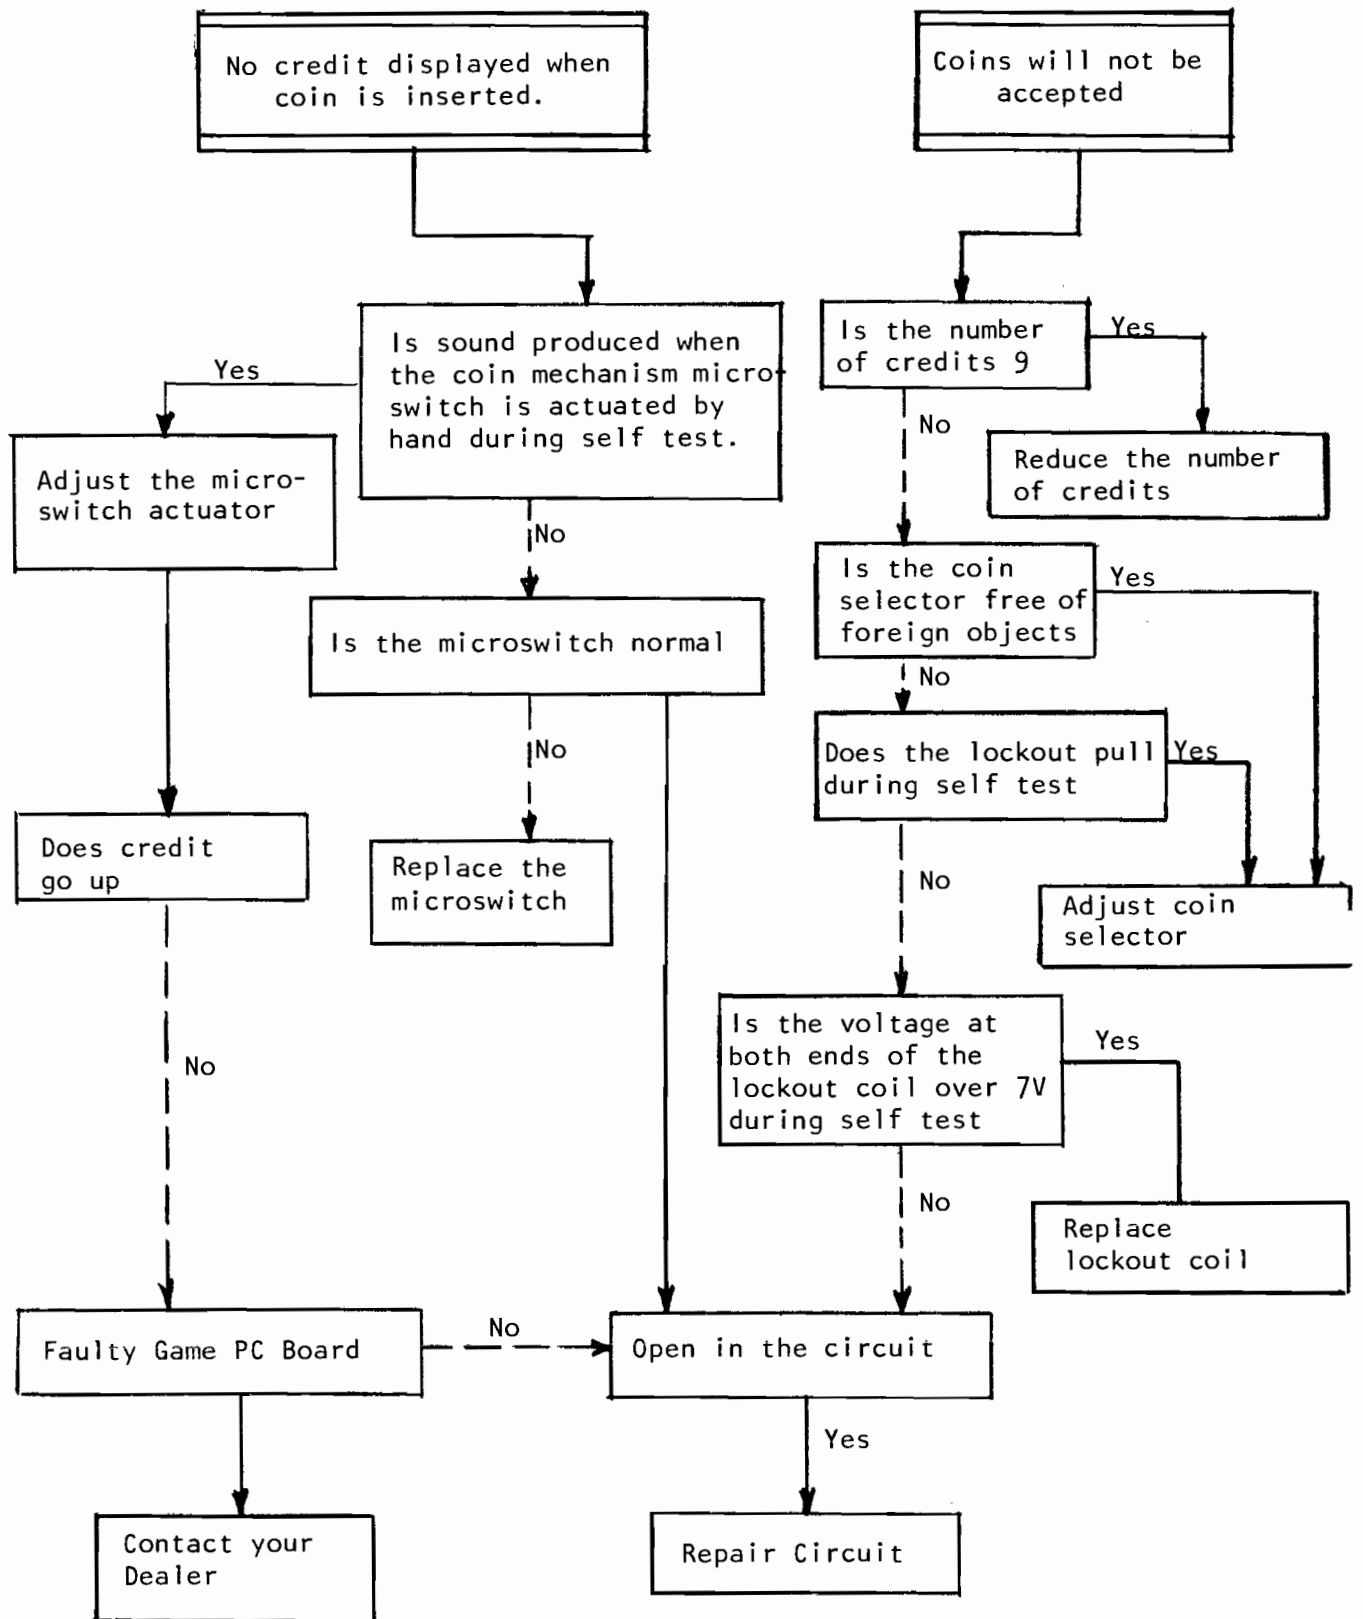 No credit displayed when
coin is inserted.
Coins will not be
accepted
Is sound produced when
the coin mechanism micro-
switch is actuated by
hand during self test.
Yes
Is the number
of credits 9
Yes
No
Reduce the number
of credits
Adjust the micro-
switch actuator
No
Is the coin
selector free of
foreign objects
Yes
No
Is the microswitch normal
No
Does the lockout pull
during self test
Yes
No
Does credit
go up
Replace the
microswitch
Adjust coin
selector
No
Is the voltage at
both ends of the
lockout coil over 7V
during self test
Yes
No
Replace
lockout coil
Faulty Game PC Board
No
Open in the circuit
Yes
Contact your
Dealer
Repair Circuit